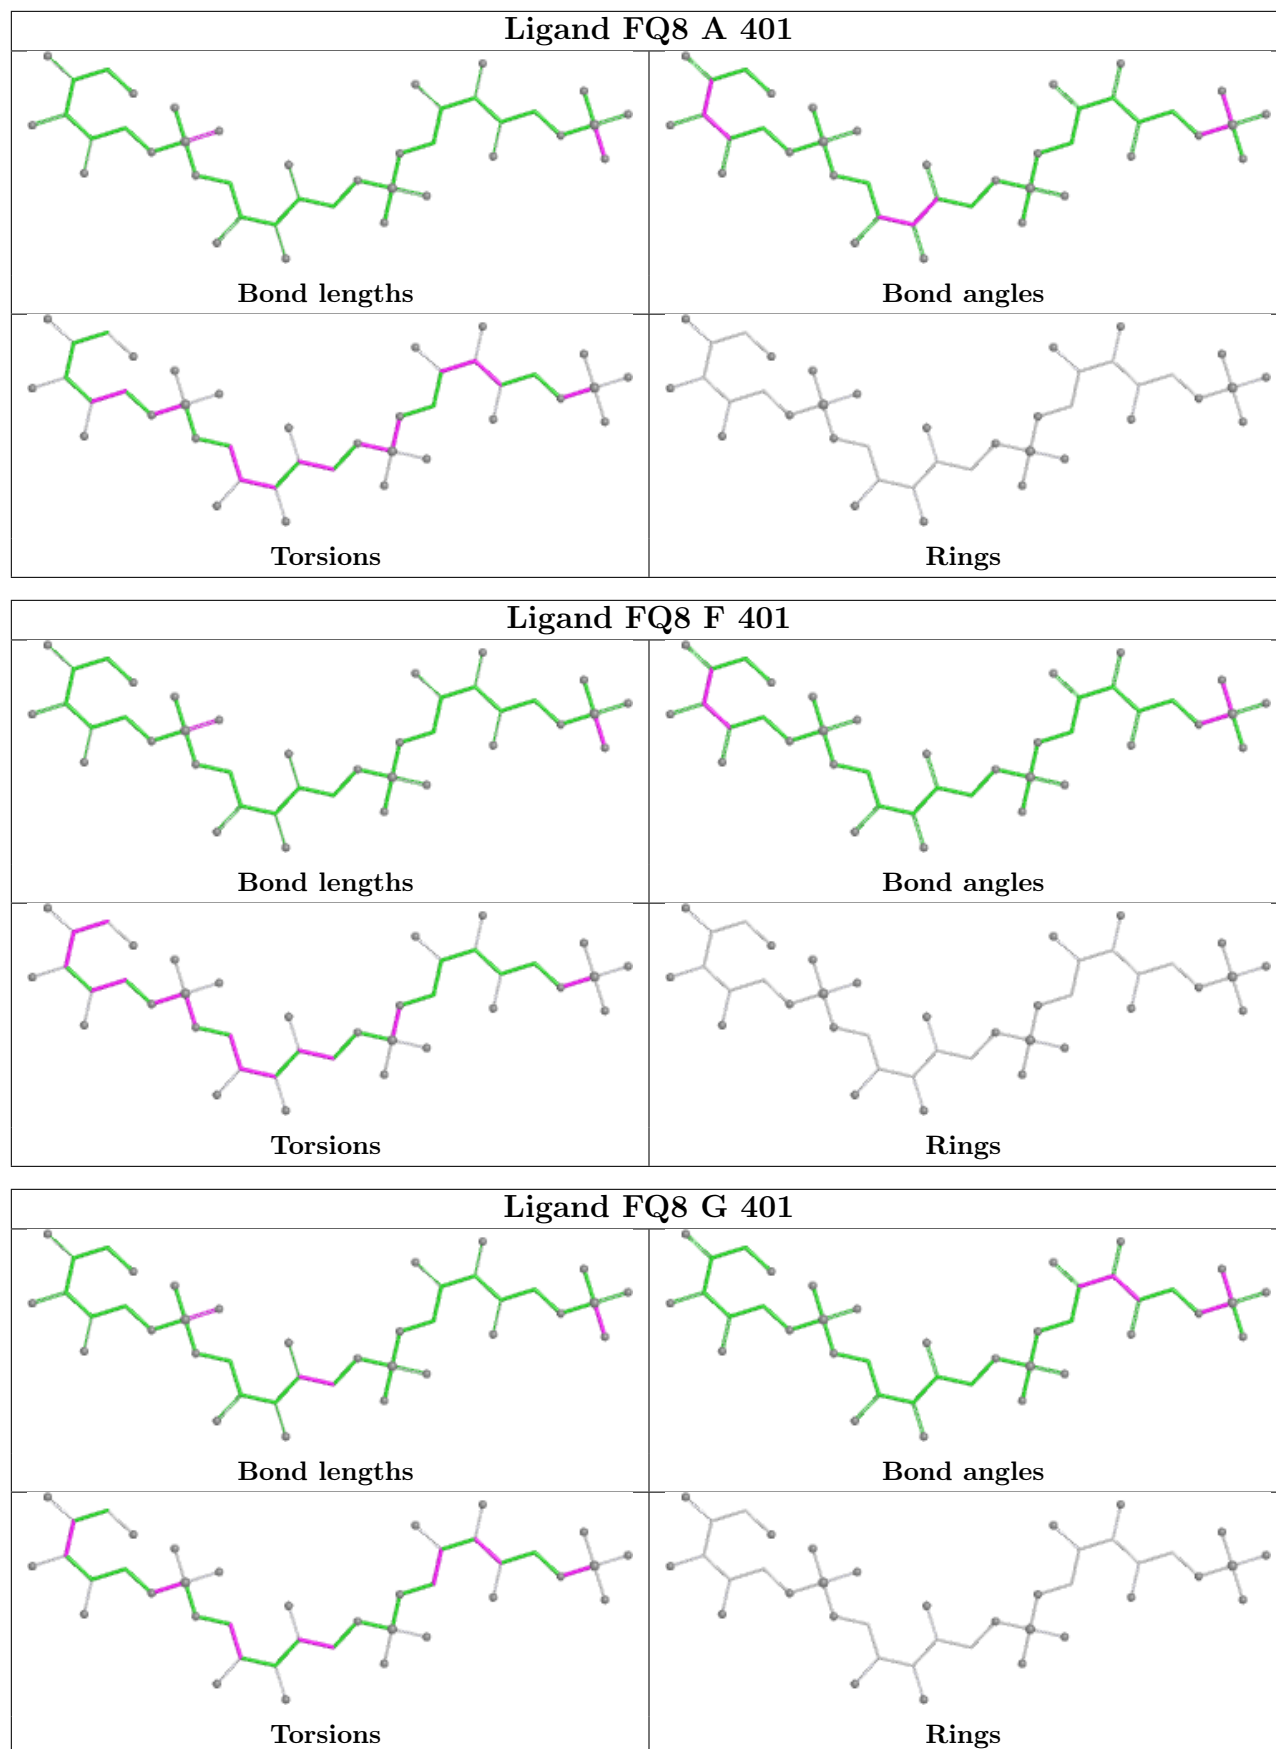 Ligand FQ8 A 401
Bond lengths
Bond angles
Torsions
Rings
Ligand FQ8 F 401
Bond lengths
Bond angles
Torsions
Rings
Ligand FQ8 G 401
Bond lengths
Bond angles
Torsions
Rings